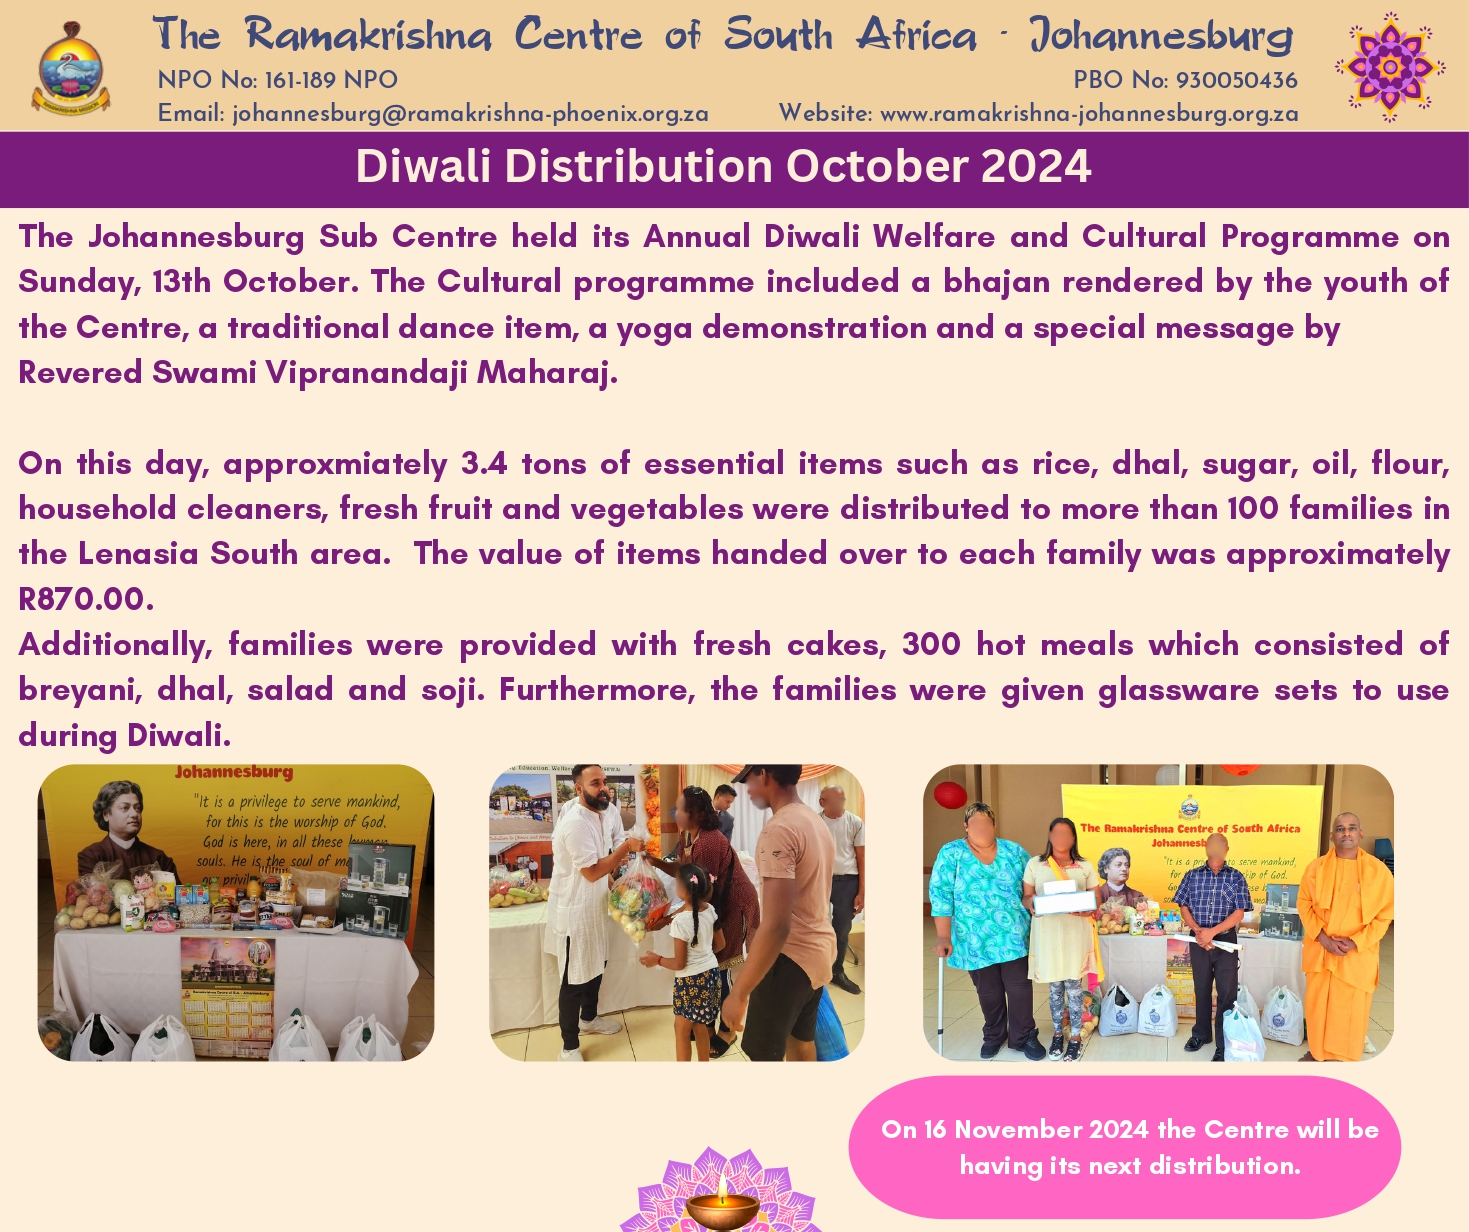 The Ramakrishna Centre of South Africa - Johannesburg
NPO No: 161-189 NPO
PBO No: 930050436
Email: johannesburg@ramakrishna-phoenix.org.za
Website: www.ramakrishna-johannesburg.org.za
Diwali Distribution October 2024
The Johannesburg Sub Centre held its Annual Diwali Welfare and Cultural Programme on
Sunday, 13th October. The Cultural programme included a bhajan rendered by the youth of
the Centre, a traditional dance item, a yoga demonstration and a special message by
Revered Swami Vipranandaji Maharaj.
On this day, approxmiately 3.4 tons of essential items such as rice, dhal, sugar, oil, flour,
household cleaners, fresh fruit and vegetables were distributed to more than 100 families in
the Lenasia South area. The value of items handed over to each family was approximately
R870.00.
Additionally, families were provided with fresh cakes, 300 hot meals which consisted of
breyani, dhal, salad and soji. Furthermore, the families were given glassware sets to use
during Diwali.
Johannesburg
"It is a privilege to serve mankind,
for this is the worship of God.
God is here, in all these human
souls. He is the soul of
The Ramakrishna Centre of South Africa
"It is a to serve mankind,
of God.
On 16 November 2024 the Centre will be
having its next distribution.